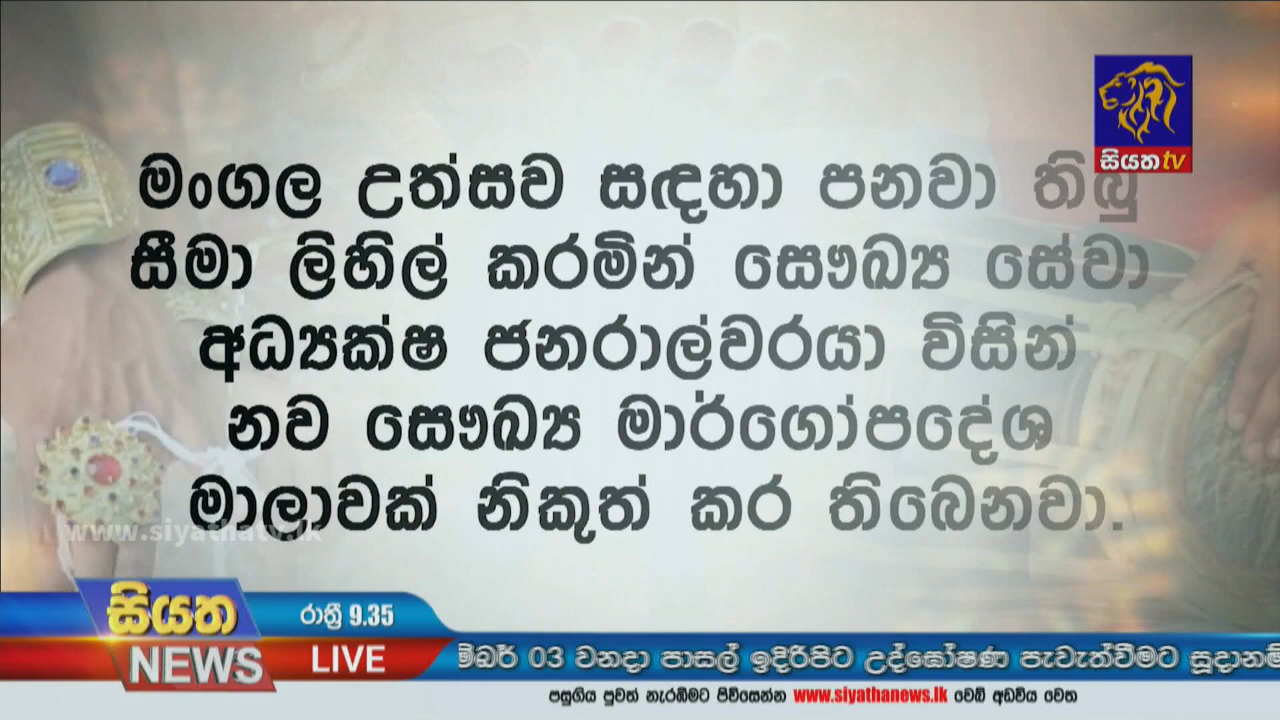 සියත tv
මංගල උත්සව සඳහා පනවා තිබූ
සීමා ලිහිල් කරමින් සෞඛ්‍ය සේවා
අධ්‍යක්ෂ ජනරාල්වරයා විසින්
නව සෞඛ්‍ය මාර්ගෝපදේශ
මාලාවක් නිකුත් කර තිබෙනවා.
www.siyathatv.lk
සියත
NEWS
රාත්‍රී 9.35
LIVE
ම්බර් 03 වනදා පාසල් ඉදිරිපිට උද්ඝෝෂණ පැවැත්වීමට සූදානම්
පසුගිය පුවත් නැරඹීමට පිවිසෙන්න www.siyathanews.lk වෙබ් අඩවිය වෙත